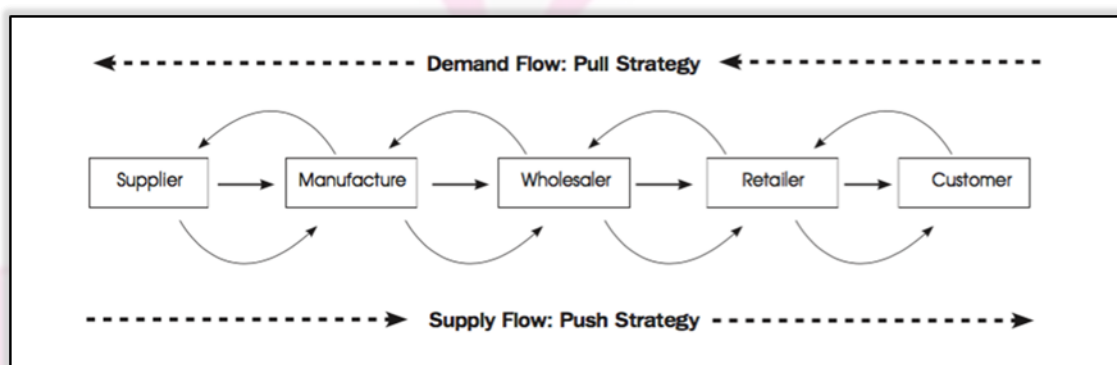 Demand Flow: Pull Strategy
Supplier
Manufacture
Wholesaler
Retailer
Customer
Supply Flow: Push Strategy